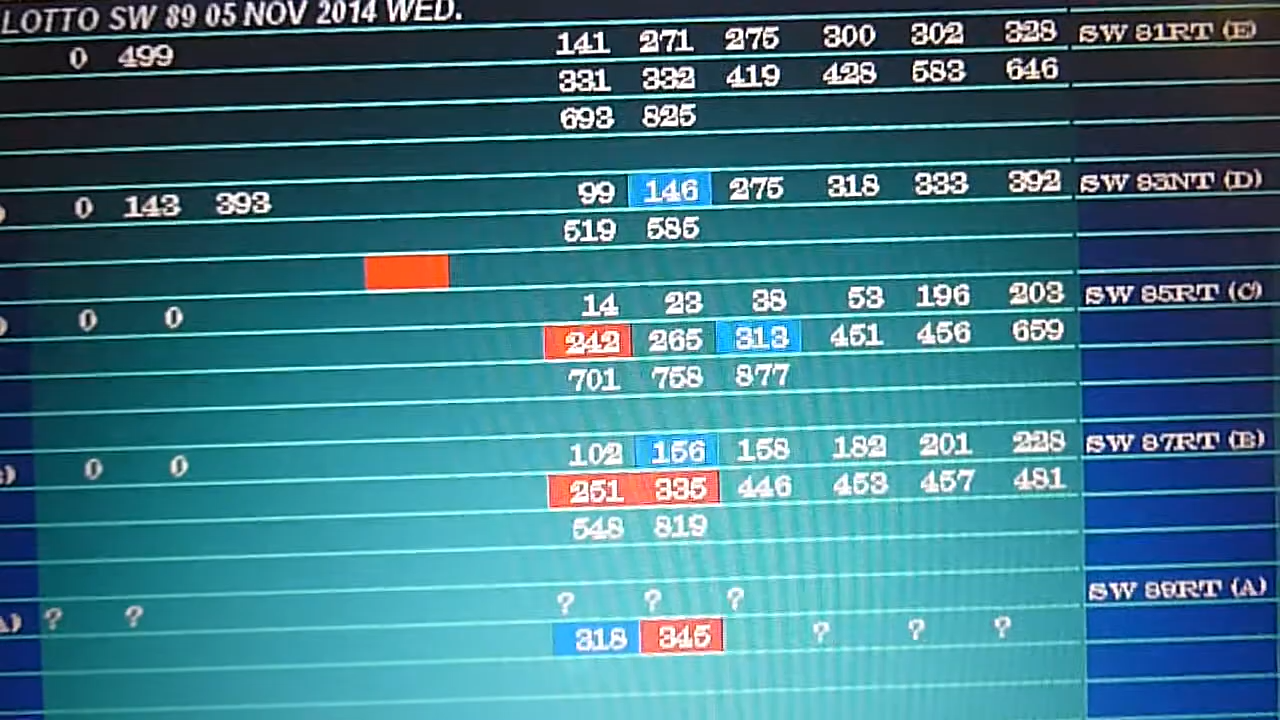 LOTTO SW 89 05 NOV 2014 WED.
0 499 141 271 275 300 302 328 SW 81RT (E)
331 332 419 428 583 646
693 825
0 143 393 99 146 275 318 333 392 SW 83NT (D)
519 585
0 0 14 23 38 53 196 203 SW 85RT (C)
242 265 313 451 456 659
701 758 877
0 0 102 156 158 182 201 228 SW 87RT (B)
251 335 446 453 457 481
548 819
? ? ? ? ? SW 89RT (A)
318 345 ? ? ?